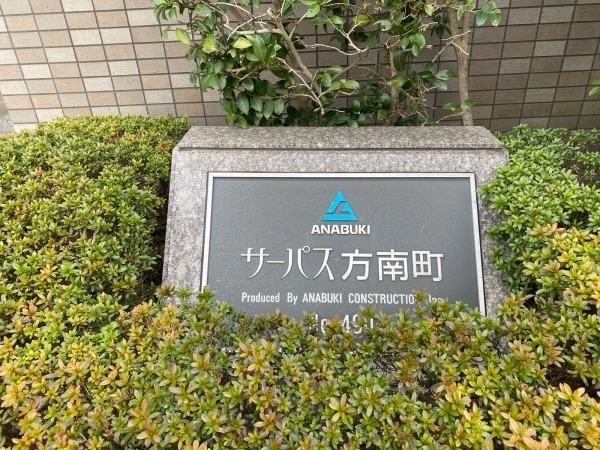 ANABUKI
サーパス方南町
Produced By ANABUKI CONSTRUCTION Inc.